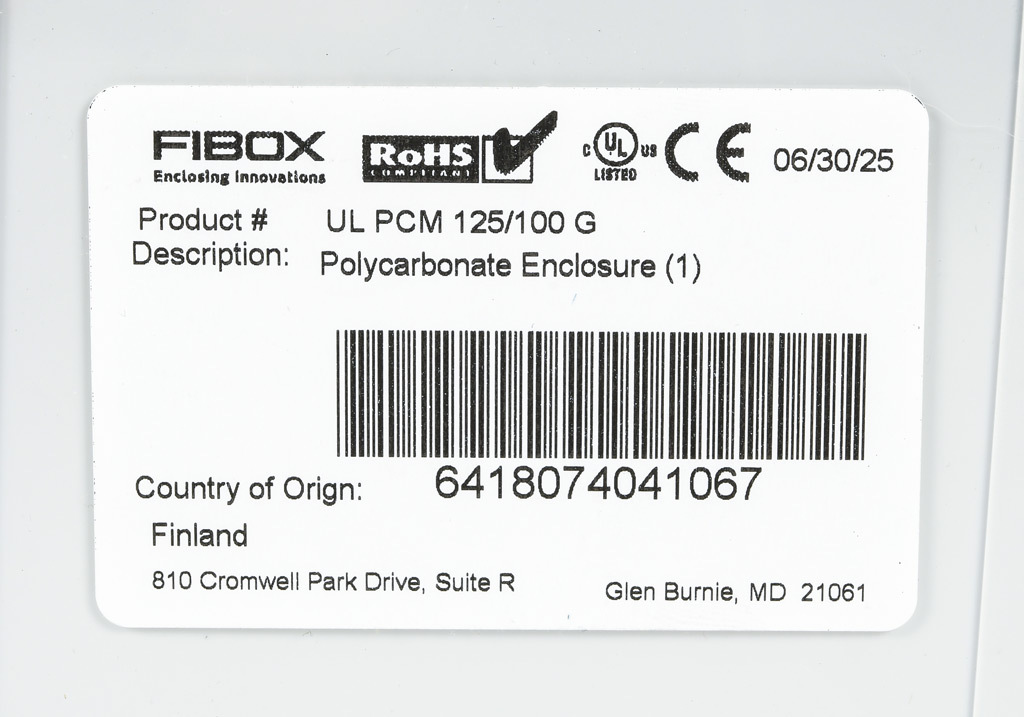 FIBOX
Enclosing Innovations
RoHS
COMPLIANT
C UL US
LISTED
CE
06/30/25
Product # UL PCM 125/100 G
Description: Polycarbonate Enclosure (1)
6418074041067
Country of Orign:
Finland
810 Cromwell Park Drive, Suite R Glen Burnie, MD 21061